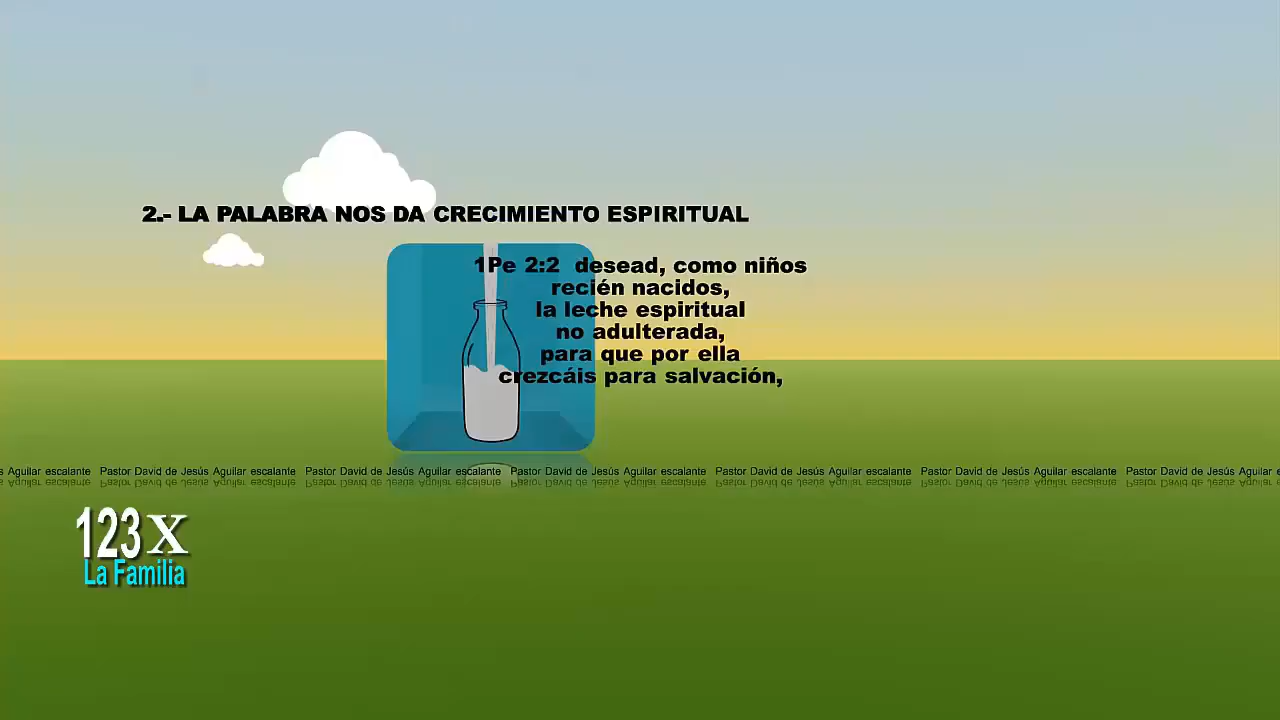 2.- LA PALABRA NOS DA CRECIMIENTO ESPIRITUAL
1Pe 2:2 desead, como niños
recién nacidos,
la leche espiritual
no adulterada,
para que por ella
crezcáis para salvación,
s Aguilar escalante Pastor David de Jesús Aguilar escalante Pastor David de Jesús Aguilar escalante Pastor David de Jesús Aguilar escalante Pastor David de Jesús Aguilar escalante Pastor David de Jesús Aguilar escalante Pastor David de Jesús Aguilar e
123 X
La Familia